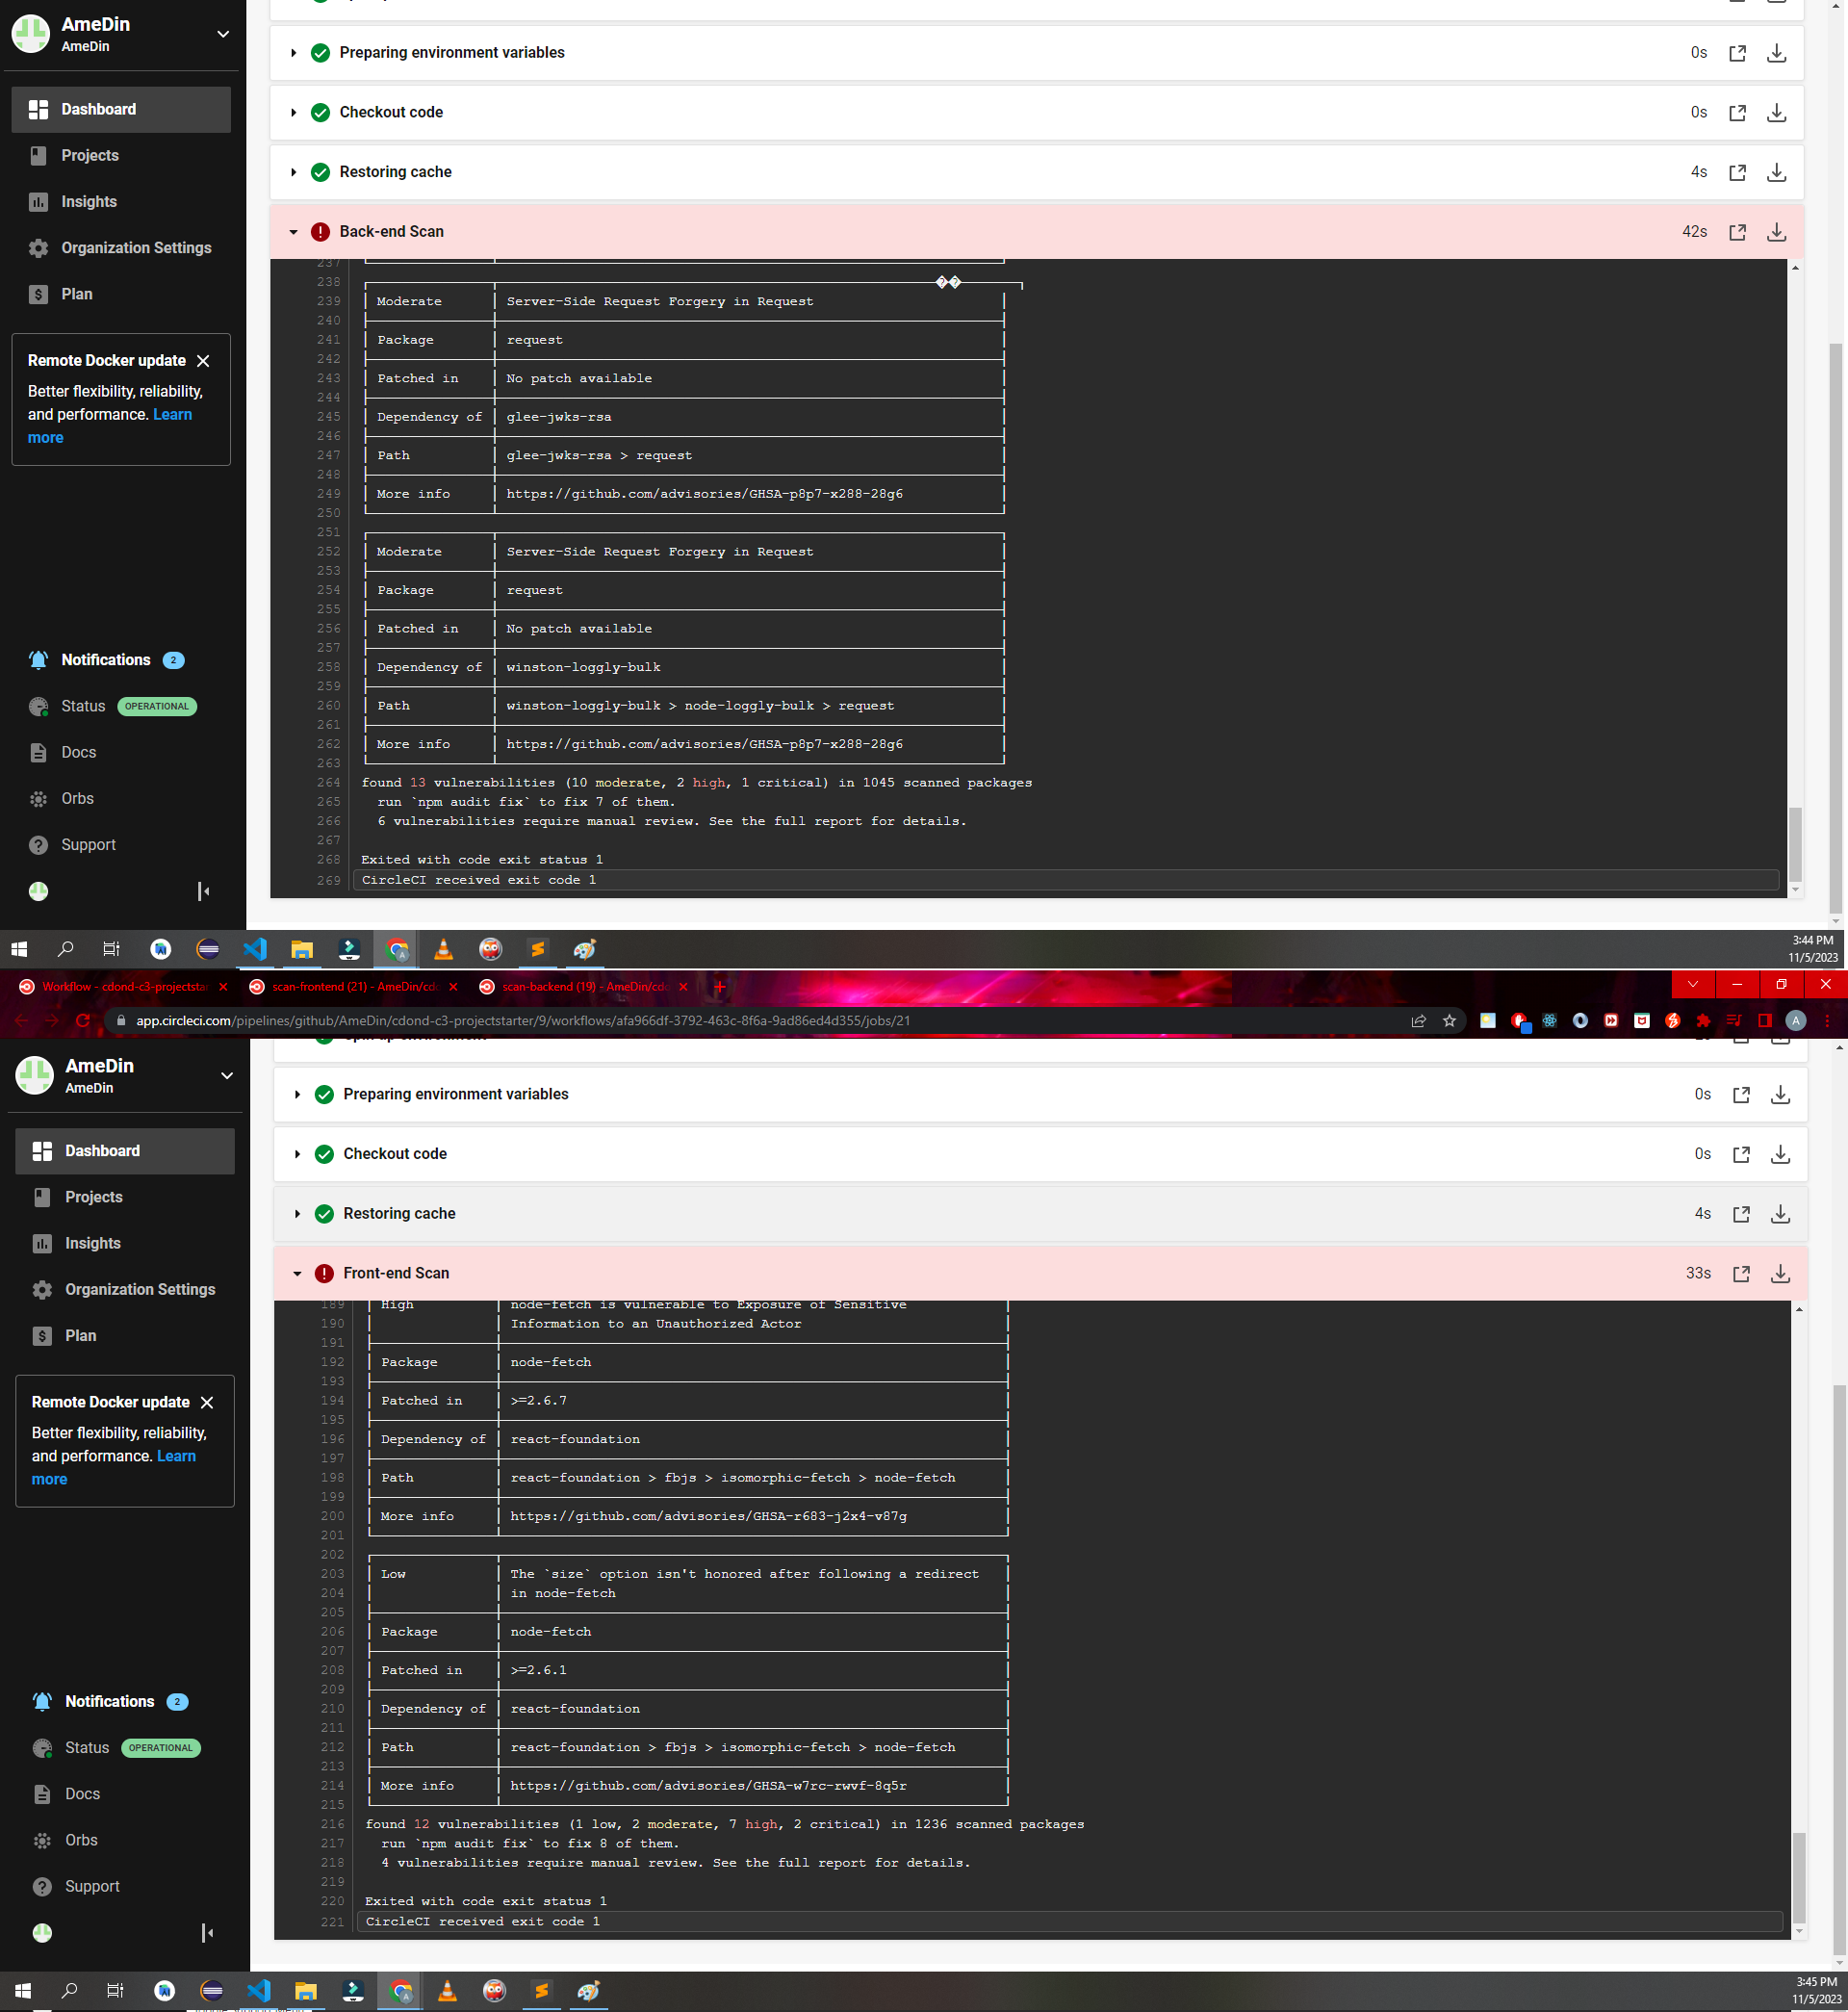 AmeDin
AmeDin
Dashboard
Projects
Insights
Organization Settings
Plan
Remote Docker update
Better flexibility, reliability,
and performance. Learn
more
Notifications 2
Status OPERATIONAL
Docs
Orbs
Support
Preparing environment variables 0s
Checkout code 0s
Restoring cache 4s
Back-end Scan 42s
237
238 ��
239 Moderate Server-Side Request Forgery in Request
240
241 Package request
242
243 Patched in No patch available
244
245 Dependency of glee-jwks-rsa
246
247 Path glee-jwks-rsa > request
248
249 More info https://github.com/advisories/GHSA-p8p7-x288-28g6
250
251
252 Moderate Server-Side Request Forgery in Request
253
254 Package request
255
256 Patched in No patch available
257
258 Dependency of winston-loggly-bulk
259
260 Path winston-loggly-bulk > node-loggly-bulk > request
261
262 More info https://github.com/advisories/GHSA-p8p7-x288-28g6
263
264 found 13 vulnerabilities (10 moderate, 2 high, 1 critical) in 1045 scanned packages
265 run `npm audit fix` to fix 7 of them.
266 6 vulnerabilities require manual review. See the full report for details.
267
268 Exited with code exit status 1
269 CircleCI received exit code 1
3:44 PM
11/5/2023
Workflow - cdond-c3-projectsta scan-frontend (21) - AmeDin/cdo scan-backend (19) - AmeDin/cdo
app.circleci.com/pipelines/github/AmeDin/cdond-c3-projectstarter/9/workflows/afa966df-3792-463c-8f6a-9ad86ed4d355/jobs/21
A
AmeDin
AmeDin
Dashboard
Projects
Insights
Organization Settings
Plan
Remote Docker update
Better flexibility, reliability,
and performance. Learn
more
Notifications 2
Status OPERATIONAL
Docs
Orbs
Support
Preparing environment variables 0s
Checkout code 0s
Restoring cache 4s
Front-end Scan 33s
189 High node-fetch is vulnerable to Exposure of Sensitive
190 Information to an Unauthorized Actor
191
192 Package node-fetch
193
194 Patched in >=2.6.7
195
196 Dependency of react-foundation
197
198 Path react-foundation > fbjs > isomorphic-fetch > node-fetch
199
200 More info https://github.com/advisories/GHSA-r683-j2x4-v87g
201
202
203 Low The `size` option isn't honored after following a redirect
204 in node-fetch
205
206 Package node-fetch
207
208 Patched in >=2.6.1
209
210 Dependency of react-foundation
211
212 Path react-foundation > fbjs > isomorphic-fetch > node-fetch
213
214 More info https://github.com/advisories/GHSA-w7rc-rwvf-8q5r
215
216 found 12 vulnerabilities (1 low, 2 moderate, 7 high, 2 critical) in 1236 scanned packages
217 run `npm audit fix` to fix 8 of them.
218 4 vulnerabilities require manual review. See the full report for details.
219
220 Exited with code exit status 1
221 CircleCI received exit code 1
3:45 PM
11/5/2023